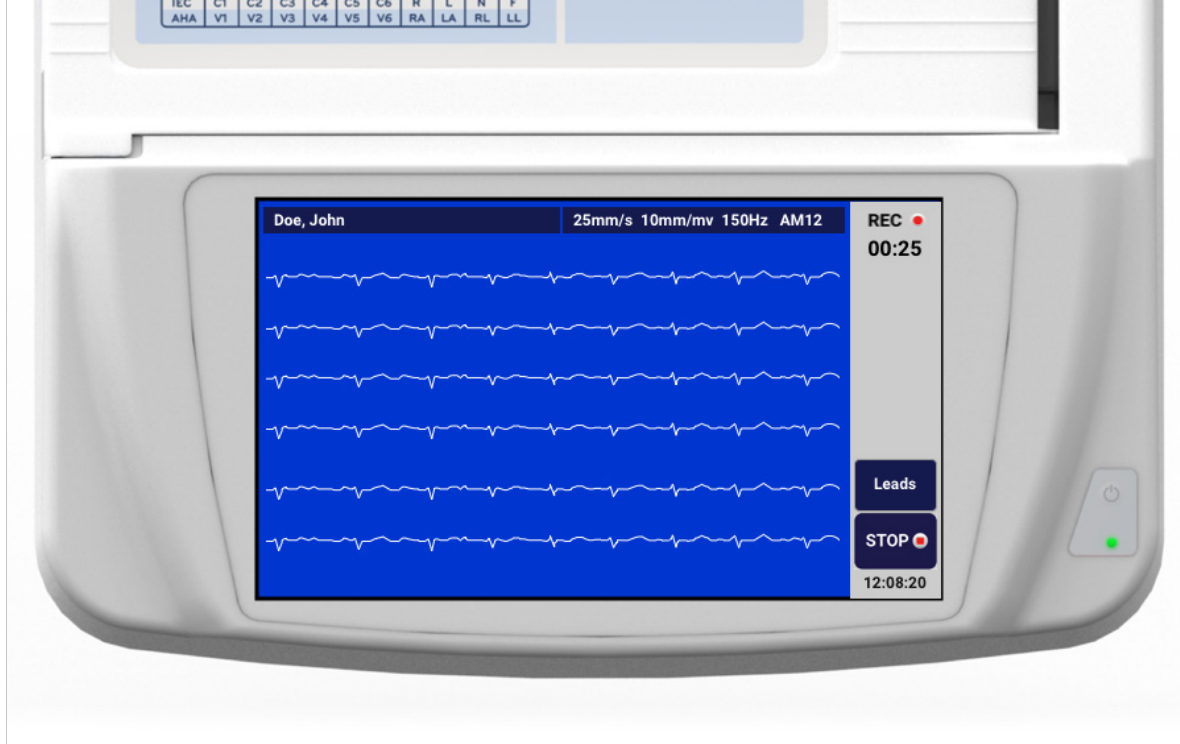 IEC C1 C2 C3 C4 C5 C6 R L N F
AHA V1 V2 V3 V4 V5 V6 RA LA RL LL
Doe, John
25mm/s 10mm/mv 150Hz AM12
REC
00:25
Leads
STOP
12:08:20